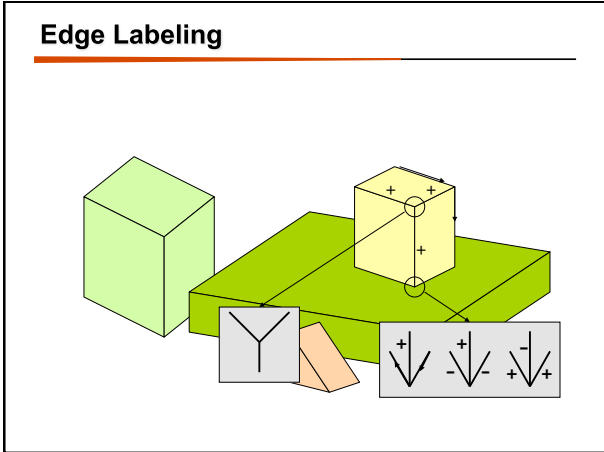 Edge Labeling
+ +
+
+ + -
- - + +